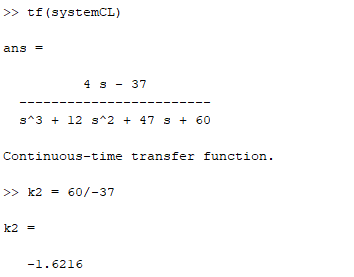 >> tf(systemCL)
ans =
4 s - 37
-------------------------
s^3 + 12 s^2 + 47 s + 60
Continuous-time transfer function.
>> k2 = 60/-37
k2 =
-1.6216